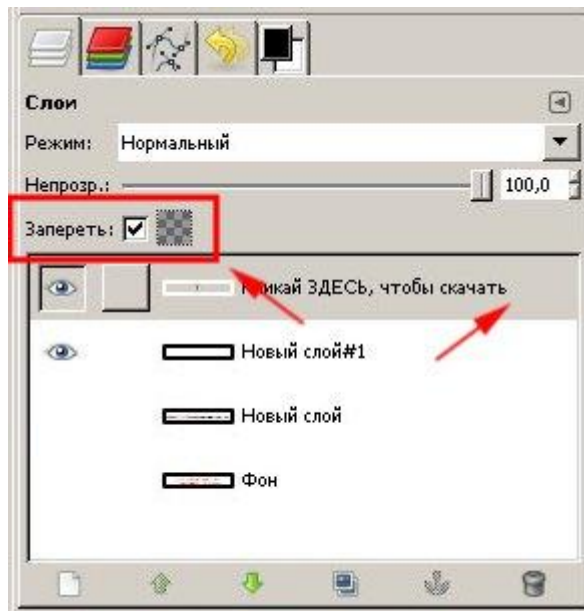 Слои
Режим: Нормальный
Непрозр.: 100,0
Запереть:
ЗДЕСЬ, чтобы скачать
Новый слой#1
Новый слой
Фон